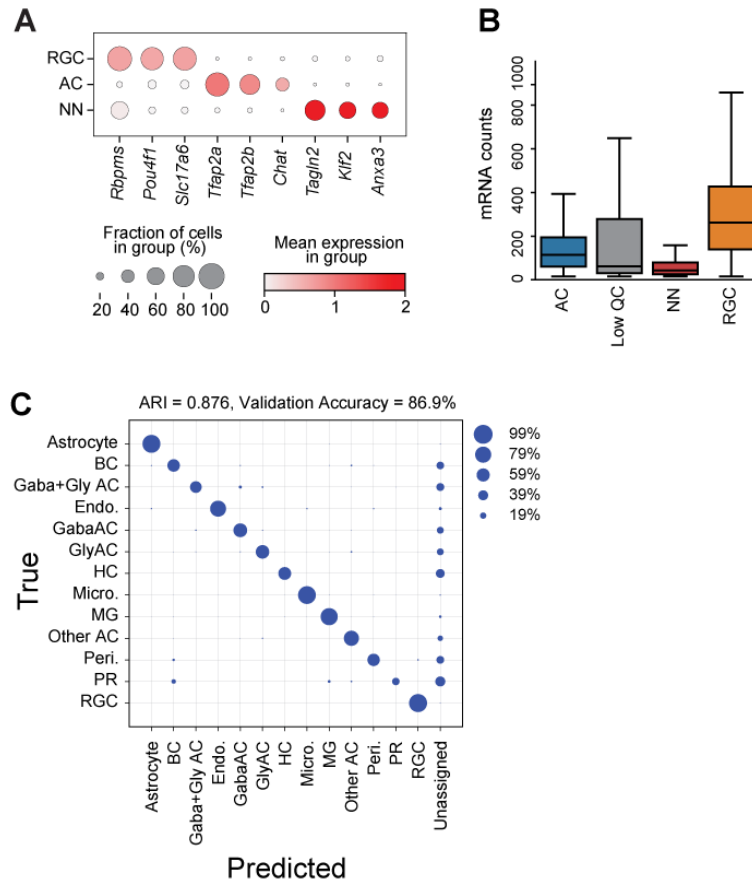 A
RGC
AC
NN
Rbpms
Pou4f1
Slc17a6
Tfap2a
Tfap2b
Chat
Tagln2
Klf2
Anxa3
Fraction of cells
in group (%)
20 40 60 80 100
Mean expression
in group
0 1 2
B
mRNA counts
1000
800
600
400
200
0
AC
Low QC
NN
RGC
C
ARI = 0.876, Validation Accuracy = 86.9%
True
Astrocyte
BC
Gaba+Gly AC
Endo.
GabaAC
GlyAC
HC
Micro.
MG
Other AC
Peri.
PR
RGC
Astrocyte
BC
Gaba+Gly AC
Endo.
GabaAC
GlyAC
HC
Micro.
MG
Other AC
Peri.
PR
RGC
Unassigned
Predicted
99%
79%
59%
39%
19%